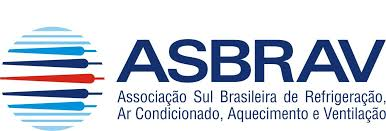 ASBRAV
Associação Sul Brasileira de Refrigeração,
Ar Condicionado, Aquecimento e Ventilação